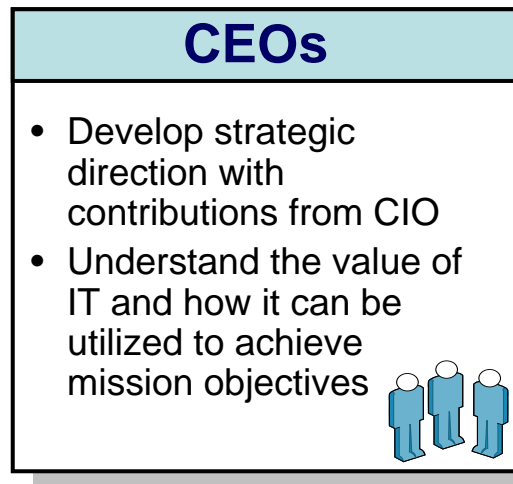 CEOs
• Develop strategic
direction with
contributions from CIO
• Understand the value of
IT and how it can be
utilized to achieve
mission objectives